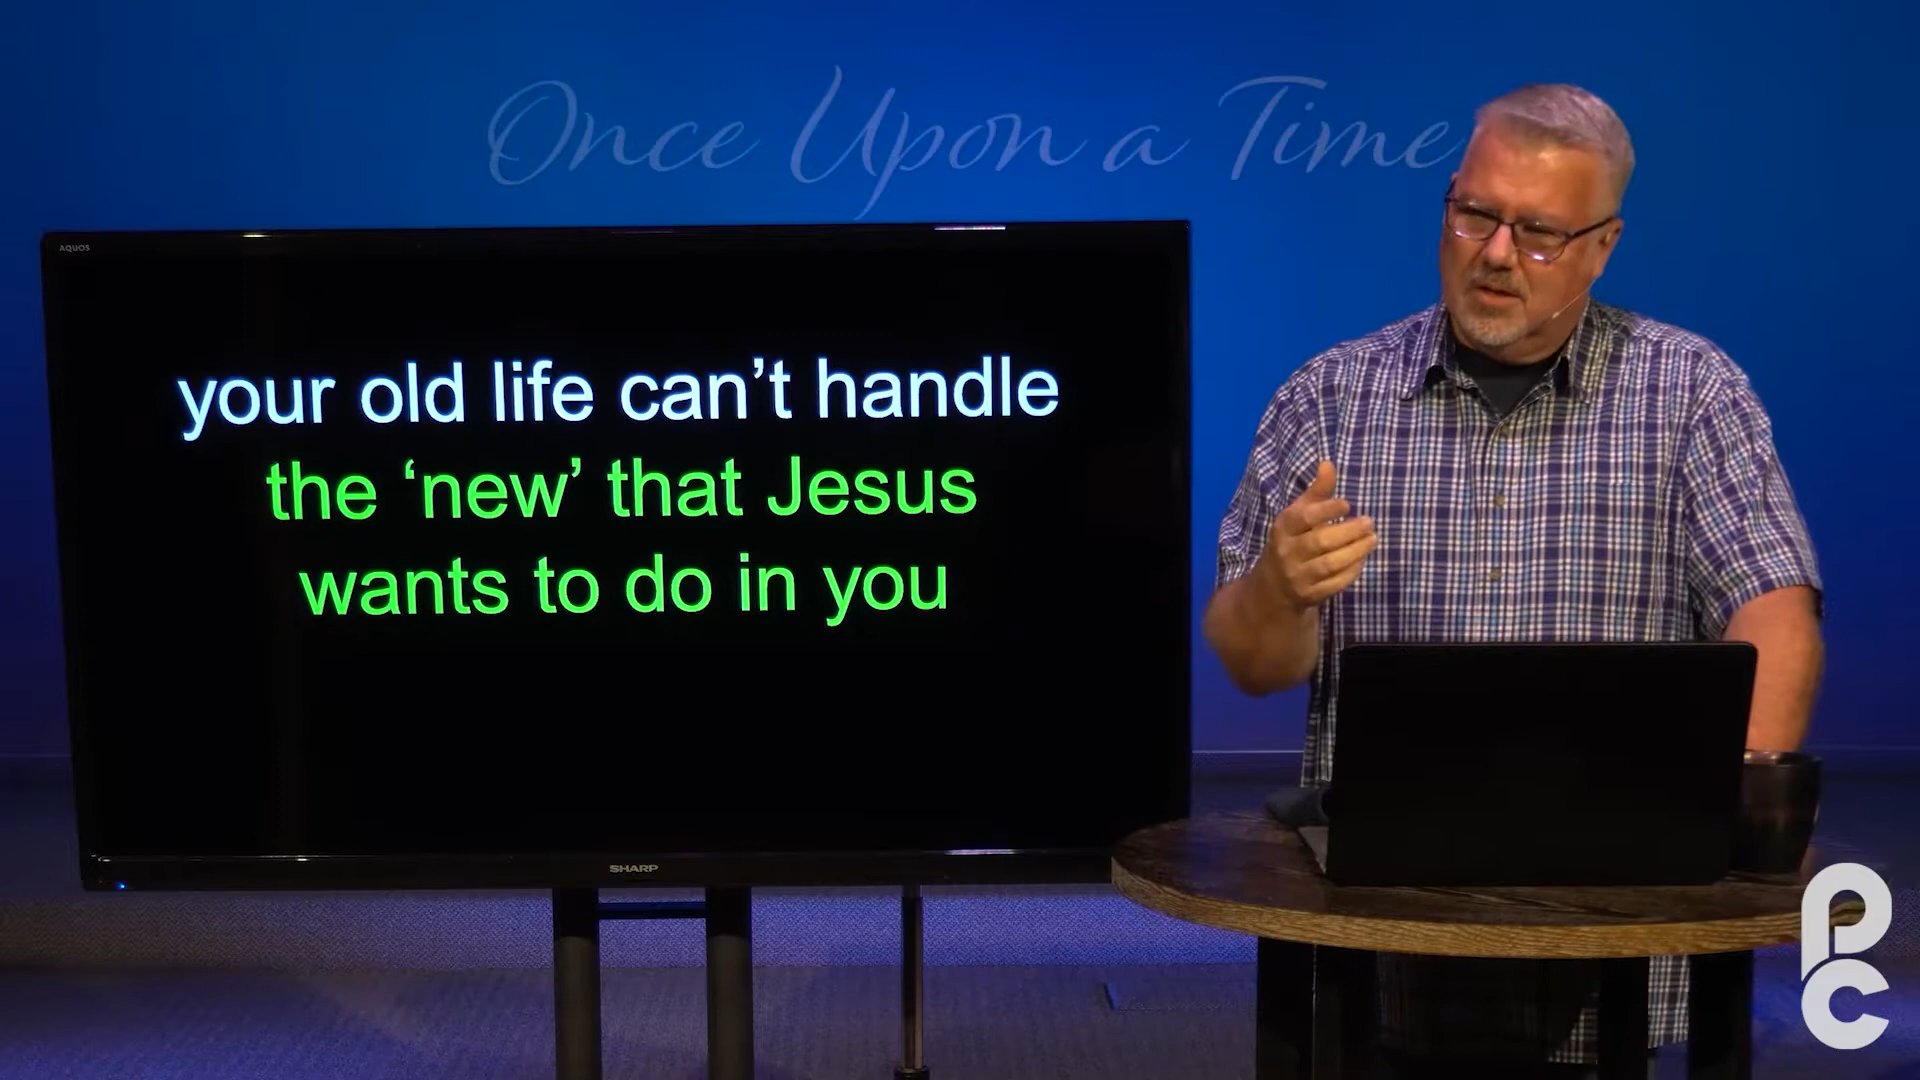 Once Upon a Time
AQUOS
your old life can’t handle
the ‘new’ that Jesus
wants to do in you
SHARP
PC